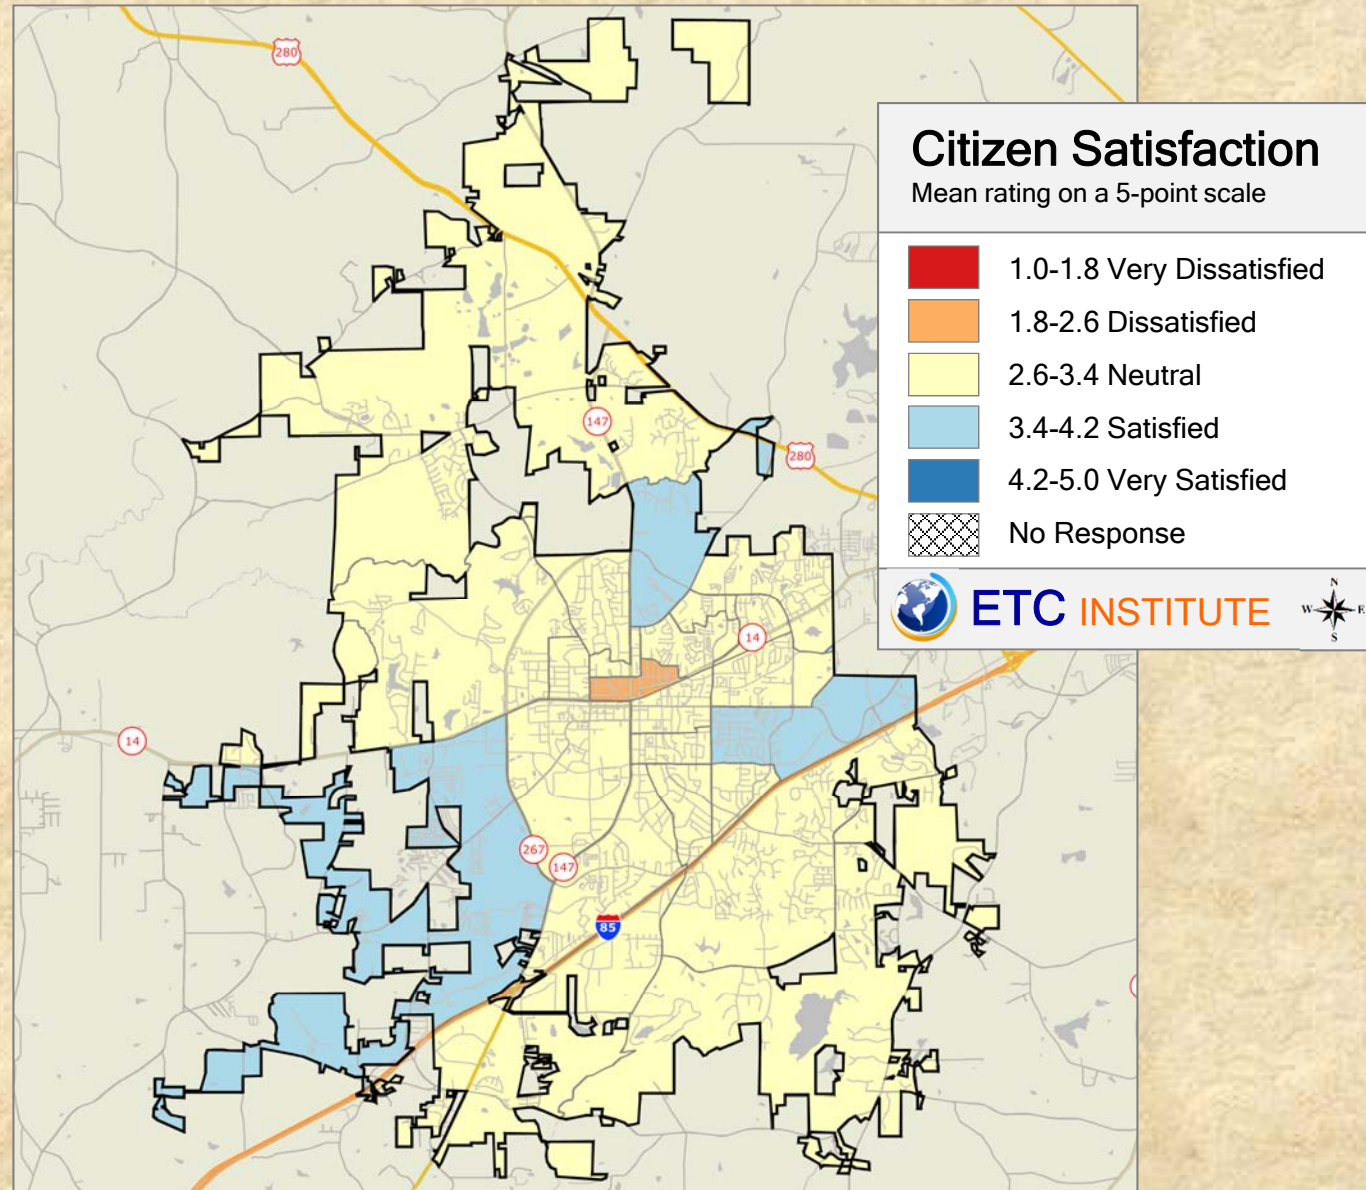 280
Citizen Satisfaction
Mean rating on a 5-point scale
1.0-1.8 Very Dissatisfied
1.8-2.6 Dissatisfied
2.6-3.4 Neutral
3.4-4.2 Satisfied
4.2-5.0 Very Satisfied
No Response
ETC INSTITUTE
N
W E
S
147
280
14
14
267
147
85